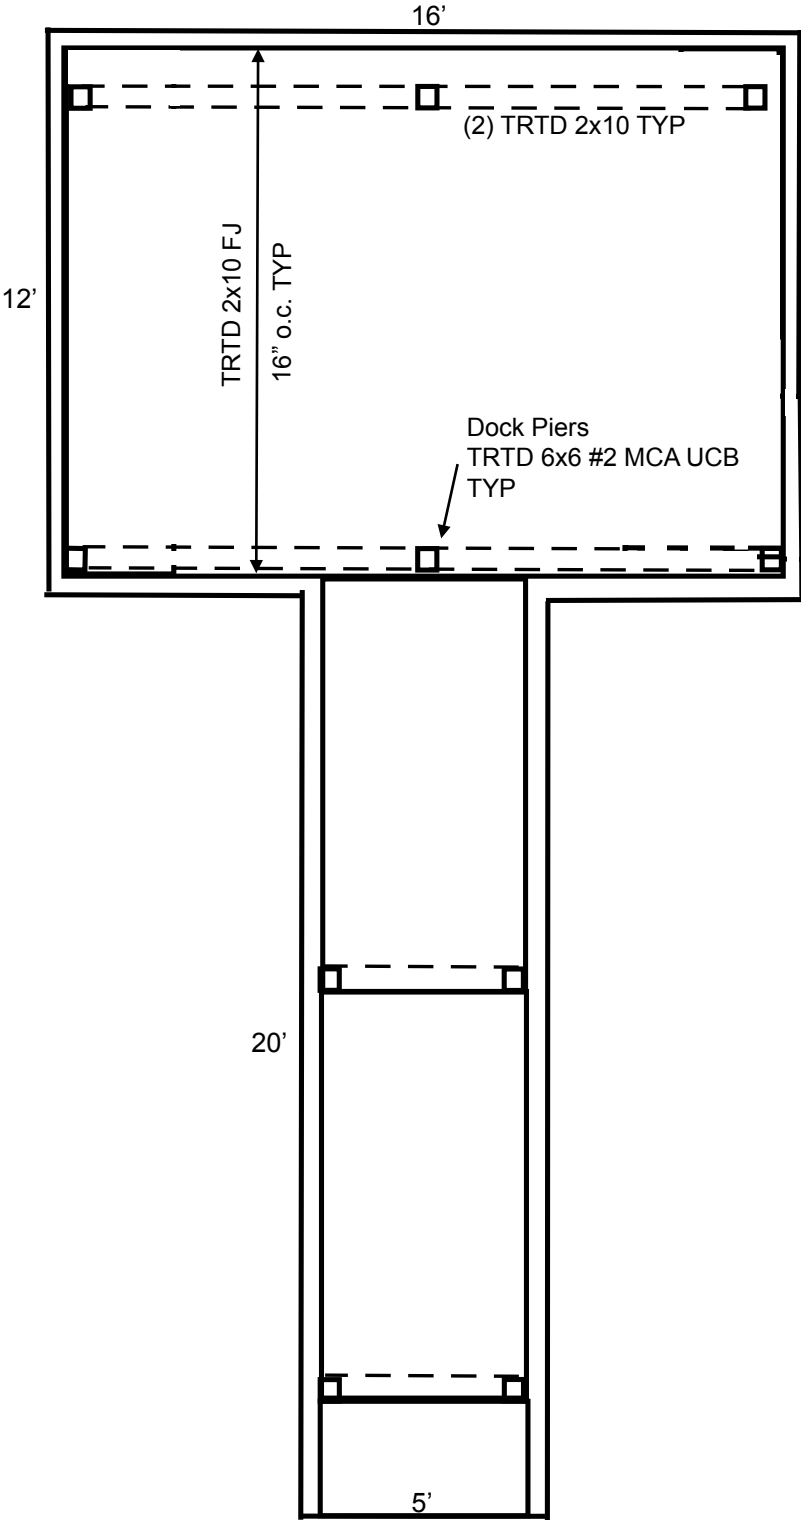 16’
(2) TRTD 2x10 TYP
TRTD 2x10 FJ
16” o.c. TYP
12’
Dock Piers
TRTD 6x6 #2 MCA UCB
TYP
20’
5’